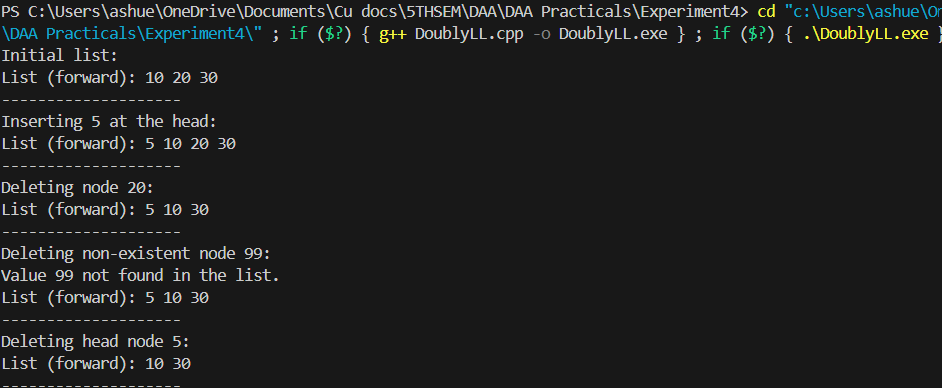 PS C:\Users\ashue\OneDrive\Documents\Cu docs\5THSEM\DAA\DAA Practicals\Experiment4> cd "c:\Users\ashue\On
\DAA Practicals\Experiment4\" ; if ($?) { g++ DoublyLL.cpp -o DoublyLL.exe } ; if ($?) { .\DoublyLL.exe }
Initial list:
List (forward): 10 20 30
--------------------
Inserting 5 at the head:
List (forward): 5 10 20 30
--------------------
Deleting node 20:
List (forward): 5 10 30
--------------------
Deleting non-existent node 99:
Value 99 not found in the list.
List (forward): 5 10 30
--------------------
Deleting head node 5:
List (forward): 10 30
--------------------